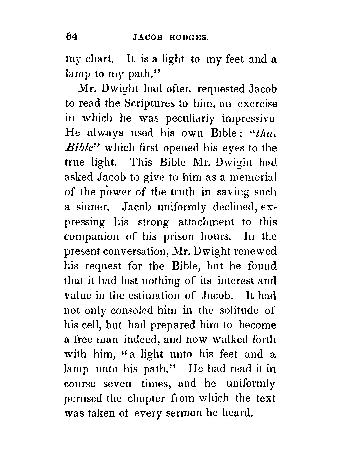 64 JACOB HODGES.
my chart. It is a light to my feet and a
lamp to my path."
Mr. Dwight had often requested Jacob
to read the Scriptures to him, an exercise
in which he was peculiarly impressive.
He always used his own Bible: "that
Bible" which first opened his eyes to the
true light. This Bible Mr. Dwight had
asked Jacob to give to him as a memorial
of the power of the truth in saving such
a sinner. Jacob uniformly declined, ex-
pressing his strong attachment to this
companion of his prison hours. In the
present conversation, Mr. Dwight renewed
his request for the Bible, but he found
that it had lost nothing of its interest and
value in the estimation of Jacob. It had
not only consoled him in the solitude of
his cell, but had prepared him to become
a free man indeed, and now walked forth
with him, "a light unto his feet and a
lamp unto his path." He had read it in
course seven times, and he uniformly
perused the chapter from which the text
was taken of every sermon he heard.